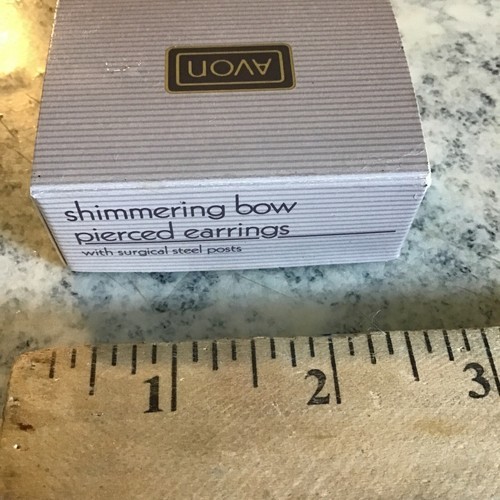 AVON
shimmering bow
pierced earrings
with surgical steel posts
1 2 3